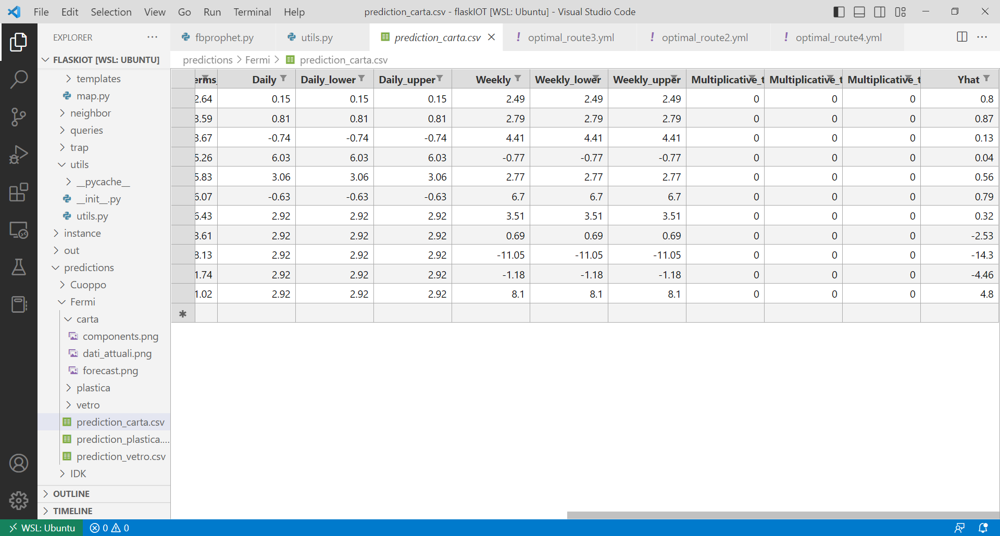 File Edit Selection View Go Run Terminal Help prediction_carta.csv - flaskIOT [WSL: Ubuntu] - Visual Studio Code
EXPLORER ···
fbprophet.py utils.py prediction_carta.csv optimal_route3.yml optimal_route2.yml optimal_route4.yml ···
FLASKIOT [WSL: UBUNTU]
predictions > Fermi > prediction_carta.csv
templates
map.py
neighbor
queries
trap
utils
__pycache__
__init__.py
utils.py
instance
out
predictions
Cuoppo
Fermi
carta
components.png
dati_attuali.png
forecast.png
plastica
vetro
prediction_carta.csv
prediction_plastica....
prediction_vetro.csv
IDK
OUTLINE
TIMELINE
erms_ Daily Daily_lower Daily_upper Weekly Weekly_lower Weekly_upper Multiplicative_t Multiplicative_t Multiplicative_t Yhat
2.64 0.15 0.15 0.15 2.49 2.49 2.49 0 0 0 0.8
3.59 0.81 0.81 0.81 2.79 2.79 2.79 0 0 0 0.87
3.67 -0.74 -0.74 -0.74 4.41 4.41 4.41 0 0 0 0.13
5.26 6.03 6.03 6.03 -0.77 -0.77 -0.77 0 0 0 0.04
5.83 3.06 3.06 3.06 2.77 2.77 2.77 0 0 0 0.56
6.07 -0.63 -0.63 -0.63 6.7 6.7 6.7 0 0 0 0.79
6.43 2.92 2.92 2.92 3.51 3.51 3.51 0 0 0 0.32
3.61 2.92 2.92 2.92 0.69 0.69 0.69 0 0 0 -2.53
8.13 2.92 2.92 2.92 -11.05 -11.05 -11.05 0 0 0 -14.3
1.74 2.92 2.92 2.92 -1.18 -1.18 -1.18 0 0 0 -4.46
1.02 2.92 2.92 2.92 8.1 8.1 8.1 0 0 0 4.8
✱
WSL: Ubuntu 0 0